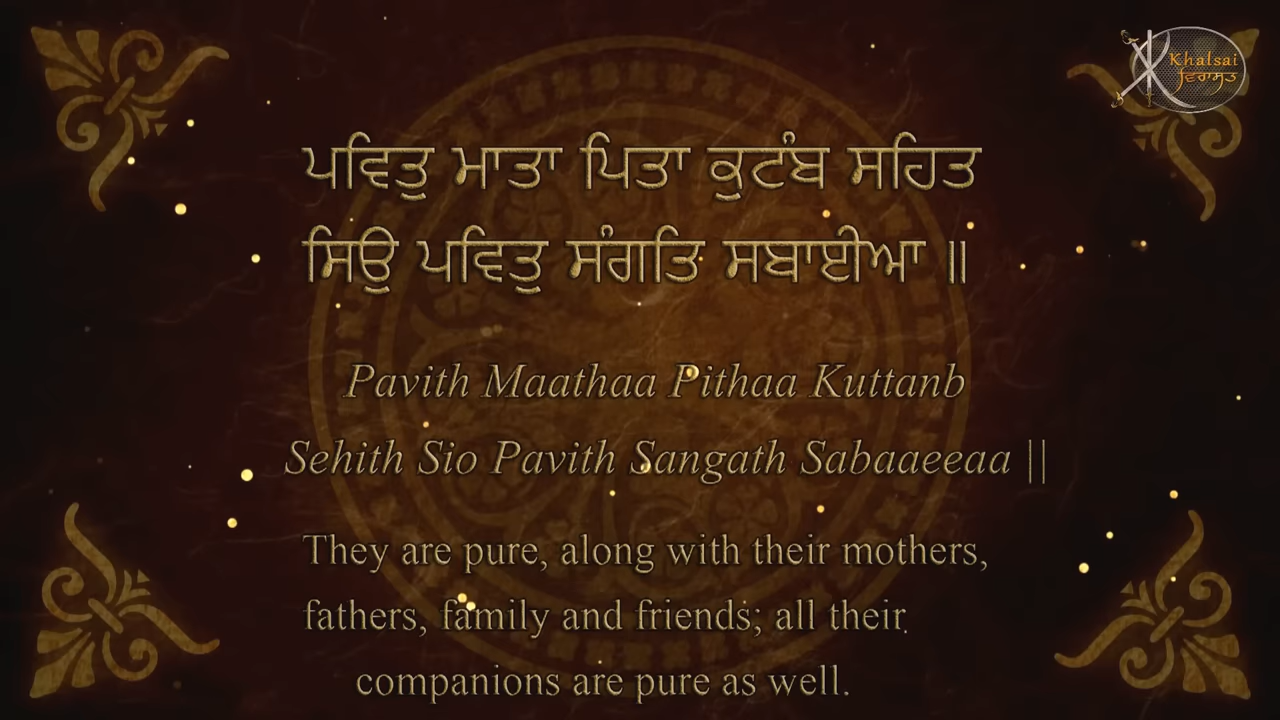 Khalsai
ਵਿਰਾਸਤ
ਪਵਿਤੁ ਮਾਤਾ ਪਿਤਾ ਕੁਟੰਬ ਸਹਿਤ
ਸਿਉ ਪਵਿਤੁ ਸੰਗਤਿ ਸਬਾਈਆ ॥
Pavith Maathaa Pithaa Kuttanb
Sehith Sio Pavith Sangath Sabaaeeaa ||
They are pure, along with their mothers,
fathers, family and friends; all their
companions are pure as well.